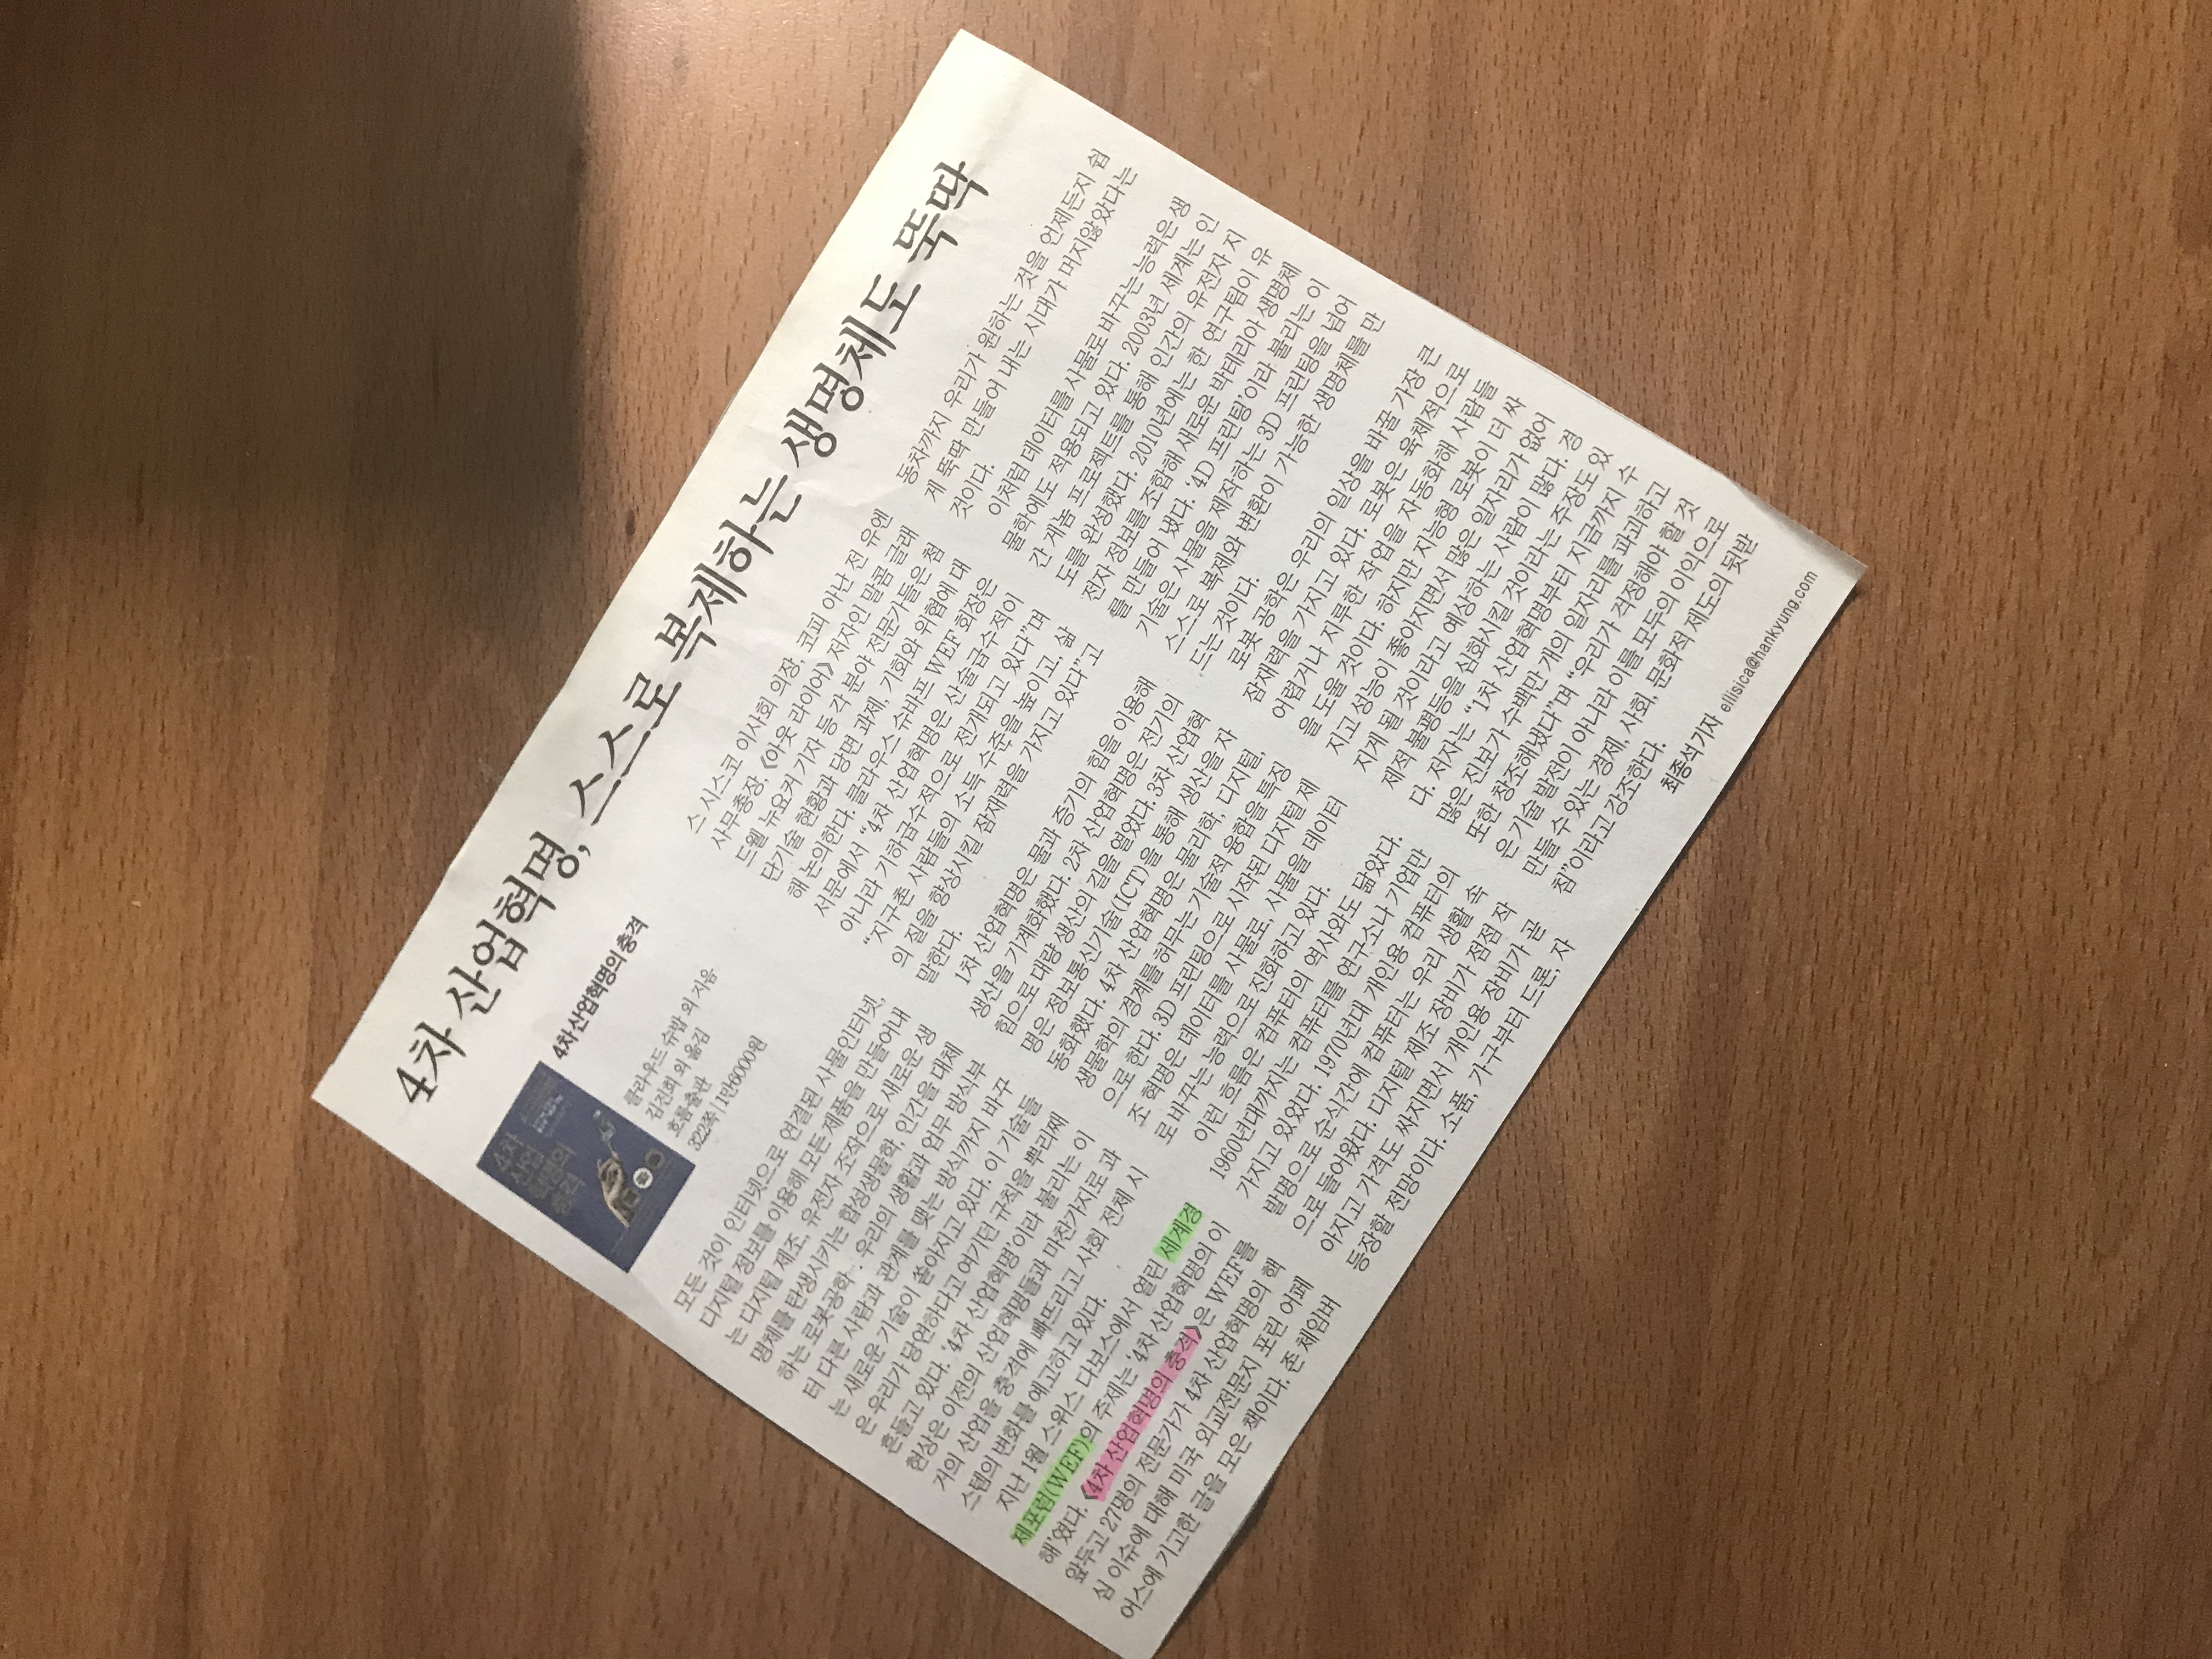 4차 산업혁명, 스스로 복제하는 생명체도 뚝딱
4차
산업
혁명의
충격
4차 산업혁명의 충격
클라우드 슈밥 외 지음
김진희 외 옮김
흐름출판
322쪽 | 1만6000원
모든 것이 인터넷으로 연결된 사물인터넷,
디지털 정보를 이용해 모든 제품을 만들어내
는 디지털 제조, 유전자 조작으로 새로운 생
명체를 탄생시키는 합성생물학, 인간을 대체
하는 로봇공학…. 우리의 생활과 업무 방식부
터 다른 사람과 관계를 맺는 방식까지 바꾸
는 새로운 기술이 쏟아지고 있다. 이 기술들
은 우리가 당연하다고 여기던 규칙을 뿌리째
흔들고 있다. '4차 산업혁명'이라 불리는 이
현상은 이전의 산업혁명들과 마찬가지로 과
거의 산업을 충격에 빠뜨리고 사회 전체 시
스템의 변화를 예고하고 있다.
지난 1월 스위스 다보스에서 열린 세계경
제포럼(WEF)의 주제는 '4차 산업혁명의 이
해'였다. 《4차 산업혁명의 충격》은 WEF를
앞두고 27명의 전문가가 4차 산업혁명의 핵
심 이슈에 대해 미국 외교전문지 포린 어페
어스에 기고한 글을 모은 책이다. 존 체임버
스 시스코 이사회 의장, 코피 아난 전 유엔
사무총장, 《아웃 라이어》 저자인 맘콤 글래
드웰 뉴요커 기자 등 각 분야 전문가들은 첨
단기술 현황과 당면 과제, 기회와 위협에 대
해 논의한다. 클라우스 슈바프 WEF 회장은
서문에서 "4차 산업혁명은 산술급수적이
아니라 기하급수적으로 전개되고 있다"며
"지구촌 사람들의 소득 수준을 높이고, 삶
의 질을 향상시킬 잠재력을 가지고 있다"고
말한다.
1차 산업혁명은 물과 증기의 힘을 이용해
생산을 기계화했다. 2차 산업혁명은 전기의
힘으로 대량 생산의 길을 열었다. 3차 산업혁
명은 정보통신기술(ICT)을 통해 생산을 자
동화했다. 4차 산업혁명은 물리학, 디지털,
생물학의 경계를 허무는 기술적 융합을 특징
으로 한다. 3D 프린팅으로 시작된 디지털 제
조 혁명은 데이터를 사물로, 사물을 데이터
로 바꾸는 능력으로 진화하고 있다.
이런 흐름은 컴퓨터의 역사와도 닮았다.
1960년대까지는 컴퓨터를 연구소나 기업만
가지고 있었다. 1970년대 개인용 컴퓨터의
발명으로 순식간에 컴퓨터는 우리 생활 속
으로 들어왔다. 디지털 제조 장비가 점점 작
아지고 가격도 싸지면서 개인용 장비가 곧
등장할 전망이다. 소품, 가구부터 드론, 자
동차까지 우리가 원하는 것을 언제든지 쉽
게 뚝딱 만들어 내는 시대가 머지않았다는
것이다.
이처럼 데이터를 사물로 바꾸는 능력은 생
물학에도 적용되고 있다. 2003년 세계는 인
간 게놈 프로젝트를 통해 인간의 유전자 지
도를 완성했다. 2010년에는 한 연구팀이 유
전자 정보를 조합해 새로운 박테리아 생명체
를 만들어 냈다. '4D 프린팅'이라 불리는 이
기술은 사물을 제작하는 3D 프린팅을 넘어
스스로 복제와 변환이 가능한 생명체를 만
드는 것이다.
로봇 공학은 우리의 일상을 바꿀 가장 큰
잠재력을 가지고 있다. 로봇은 육체적으로
어렵거나 지루한 작업을 자동화해 사람들
을 도울 것이다. 하지만 지능형 로봇이 더 싸
지고 성능이 좋아지면서 많은 일자리가 없어
지게 될 것이라고 예상하는 사람이 많다. 경
제적 불평등을 심화시킬 것이라는 주장도 있
다. 저자는 "1차 산업혁명부터 지금까지 수
많은 진보가 수백만 개의 일자리를 파괴하고
또한 창조해냈다"며 "우리가 걱정해야 할 것
은 기술 발전이 아니라 이를 모두의 이익으로
만들 수 있는 경제, 사회, 문화적 제도의 뒷받
침"이라고 강조한다.
최종석 기자 ellisica@hankyung.com